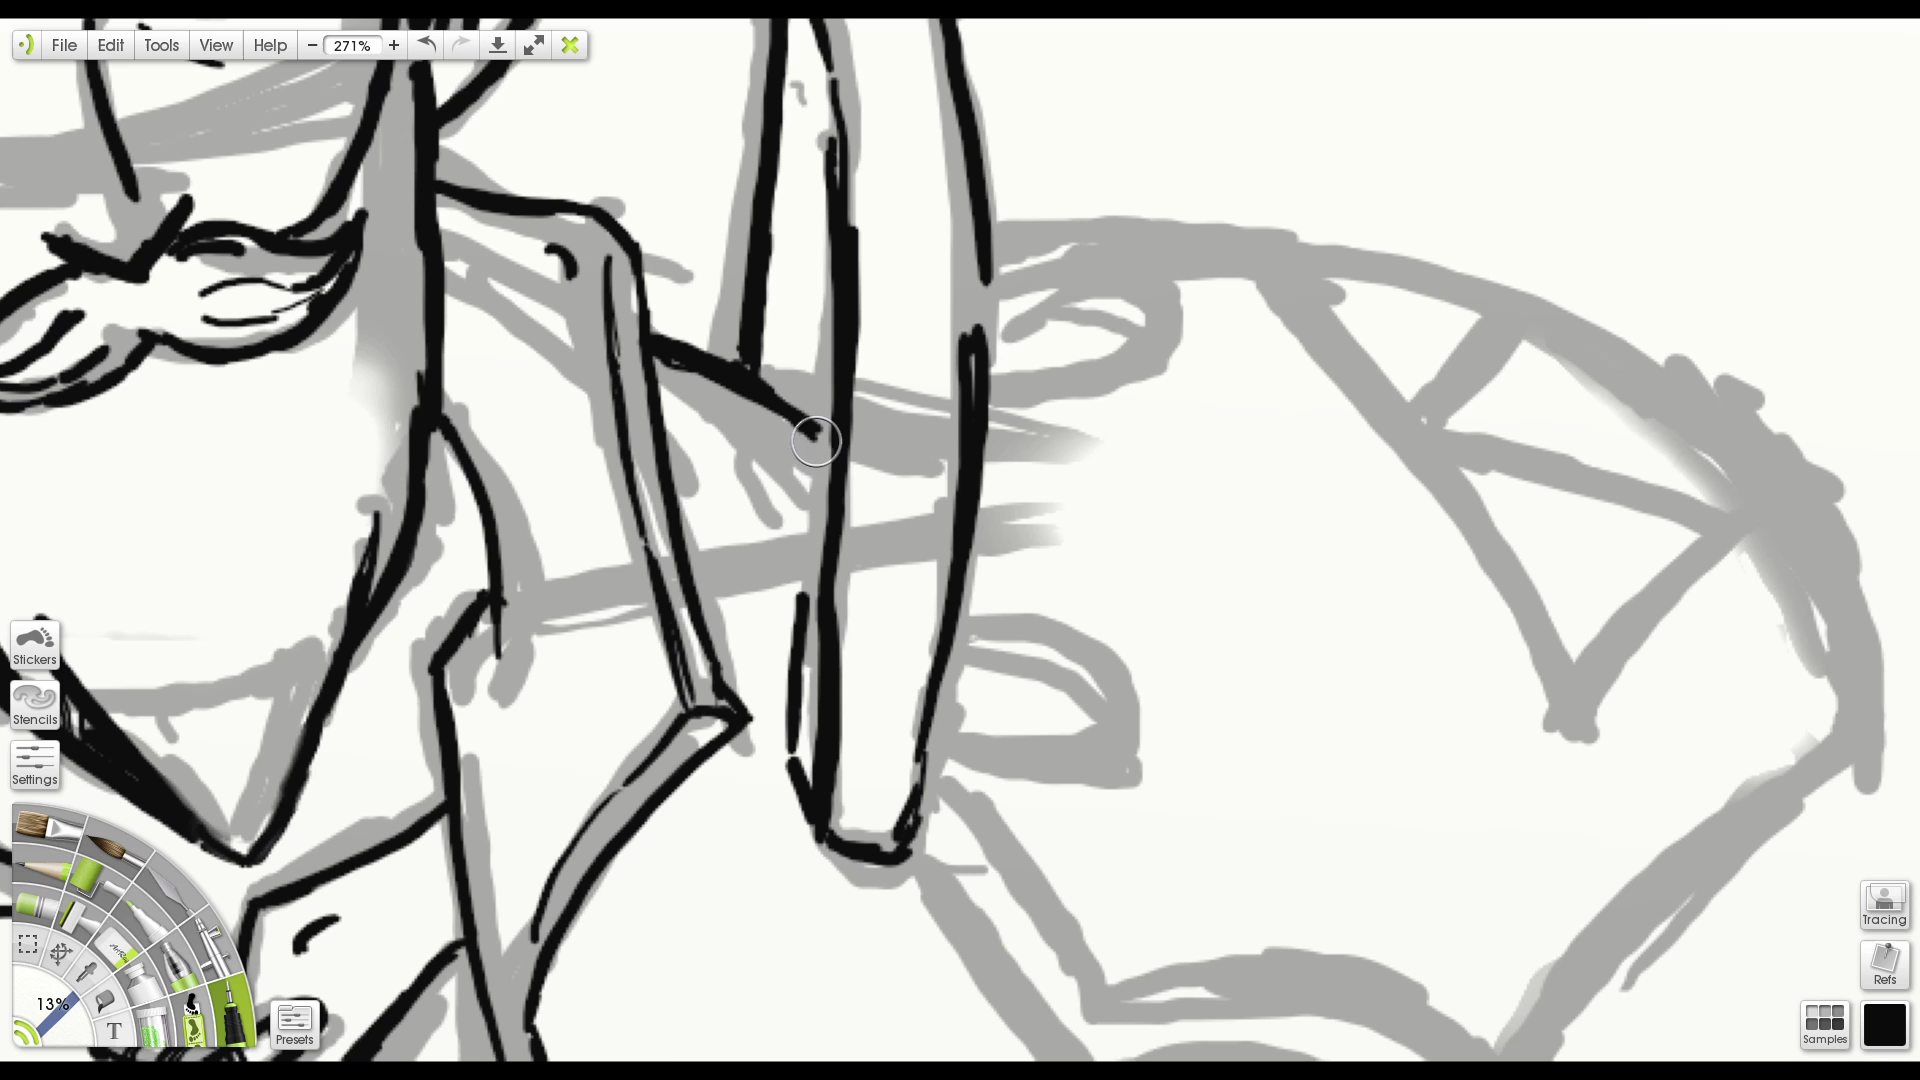 File Edit Tools View Help − 271% +
Stickers
Stencils
Settings
13%
T
Presets
Tracing
Refs
Samples